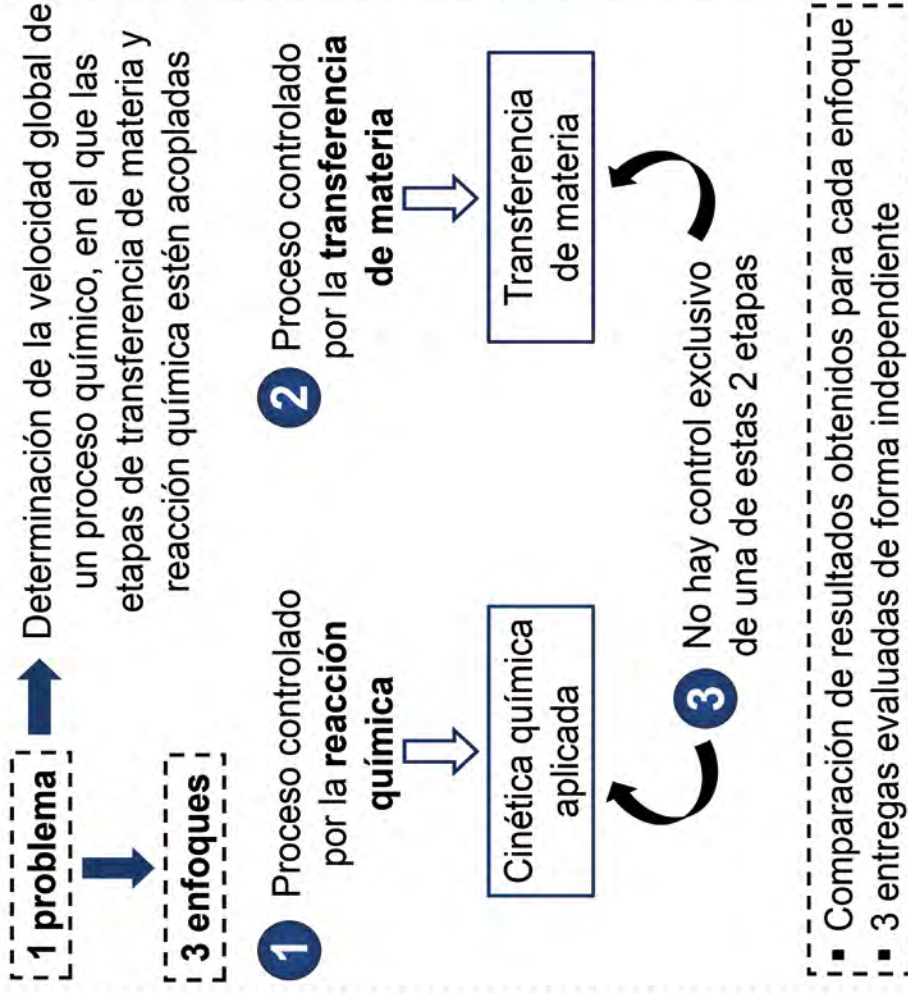 1 problema
Determinación de la velocidad global de
un proceso químico, en el que las
etapas de transferencia de materia y
reacción química estén acopladas
3 enfoques
1 Proceso controlado
por la reacción
química
2 Proceso controlado
por la transferencia
de materia
Cinética química
aplicada
Transferencia
de materia
3 No hay control exclusivo
de una de estas 2 etapas
▪ Comparación de resultados obtenidos para cada enfoque
▪ 3 entregas evaluadas de forma independiente